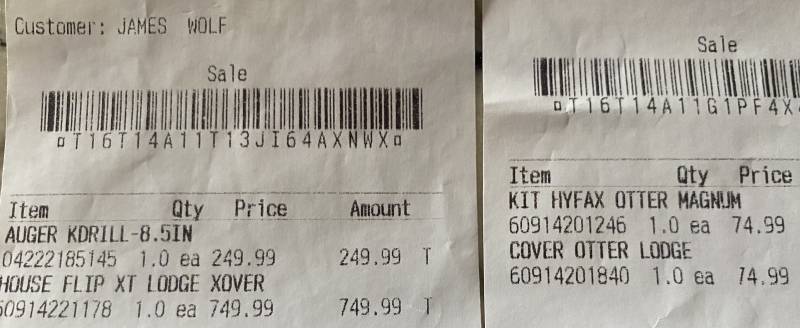 Customer: JAMES WOLF
Sale
¤T16T14A11T13JI64AXNWX¤
Item Qty Price Amount
AUGER KDRILL-8.5IN
04222185145 1.0 ea 249.99 249.99 T
HOUSE FLIP XT LODGE XOVER
60914221178 1.0 ea 749.99 749.99 T
Sale
¤T16T14A11G1PF4X
Item Qty Price
KIT HYFAX OTTER MAGNUM
60914201246 1.0 ea 74.99
COVER OTTER LODGE
60914201840 1.0 ea 74.99